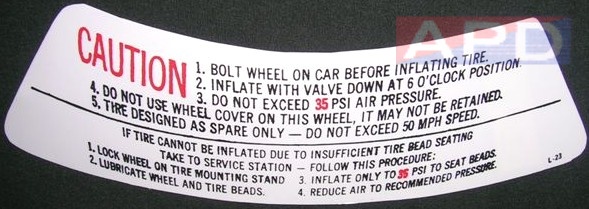 APD
CAUTION
1. BOLT WHEEL ON CAR BEFORE INFLATING TIRE.
2. INFLATE WITH VALVE DOWN AT 6 O'CLOCK POSITION.
3. DO NOT EXCEED 35 PSI AIR PRESSURE.
4. DO NOT USE WHEEL COVER ON THIS WHEEL, IT MAY NOT BE RETAINED.
5. TIRE DESIGNED AS SPARE ONLY — DO NOT EXCEED 50 MPH SPEED.
IF TIRE CANNOT BE INFLATED DUE TO INSUFFICIENT TIRE BEAD SEATING
TAKE TO SERVICE STATION — FOLLOW THIS PROCEDURE:
1. LOCK WHEEL ON TIRE MOUNTING STAND
2. LUBRICATE WHEEL AND TIRE BEADS.
3. INFLATE ONLY TO 35 PSI TO SEAT BEADS.
4. REDUCE AIR TO RECOMMENDED PRESSURE.
L-23